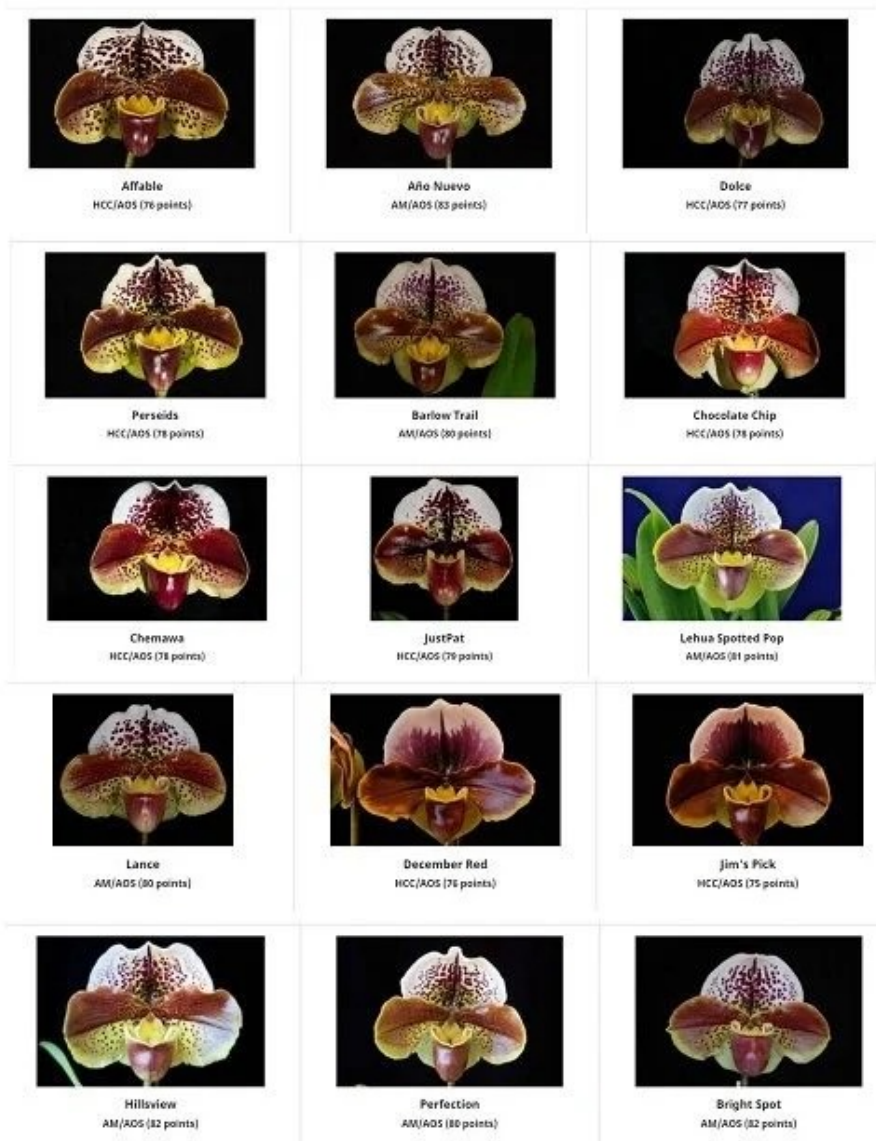 Affable
HCC/AOS (76 points)
Año Nuevo
AM/AOS (83 points)
Dolce
HCC/AOS (77 points)
Perseids
HCC/AOS (78 points)
Barlow Trail
AM/AOS (80 points)
Chocolate Chip
HCC/AOS (78 points)
Chemawa
HCC/AOS (78 points)
JustPat
HCC/AOS (79 points)
Lehua Spotted Pop
AM/AOS (81 points)
Lance
AM/AOS (80 points)
December Red
HCC/AOS (76 points)
Jim's Pick
HCC/AOS (75 points)
Hillsview
AM/AOS (82 points)
Perfection
AM/AOS (80 points)
Bright Spot
AM/AOS (82 points)